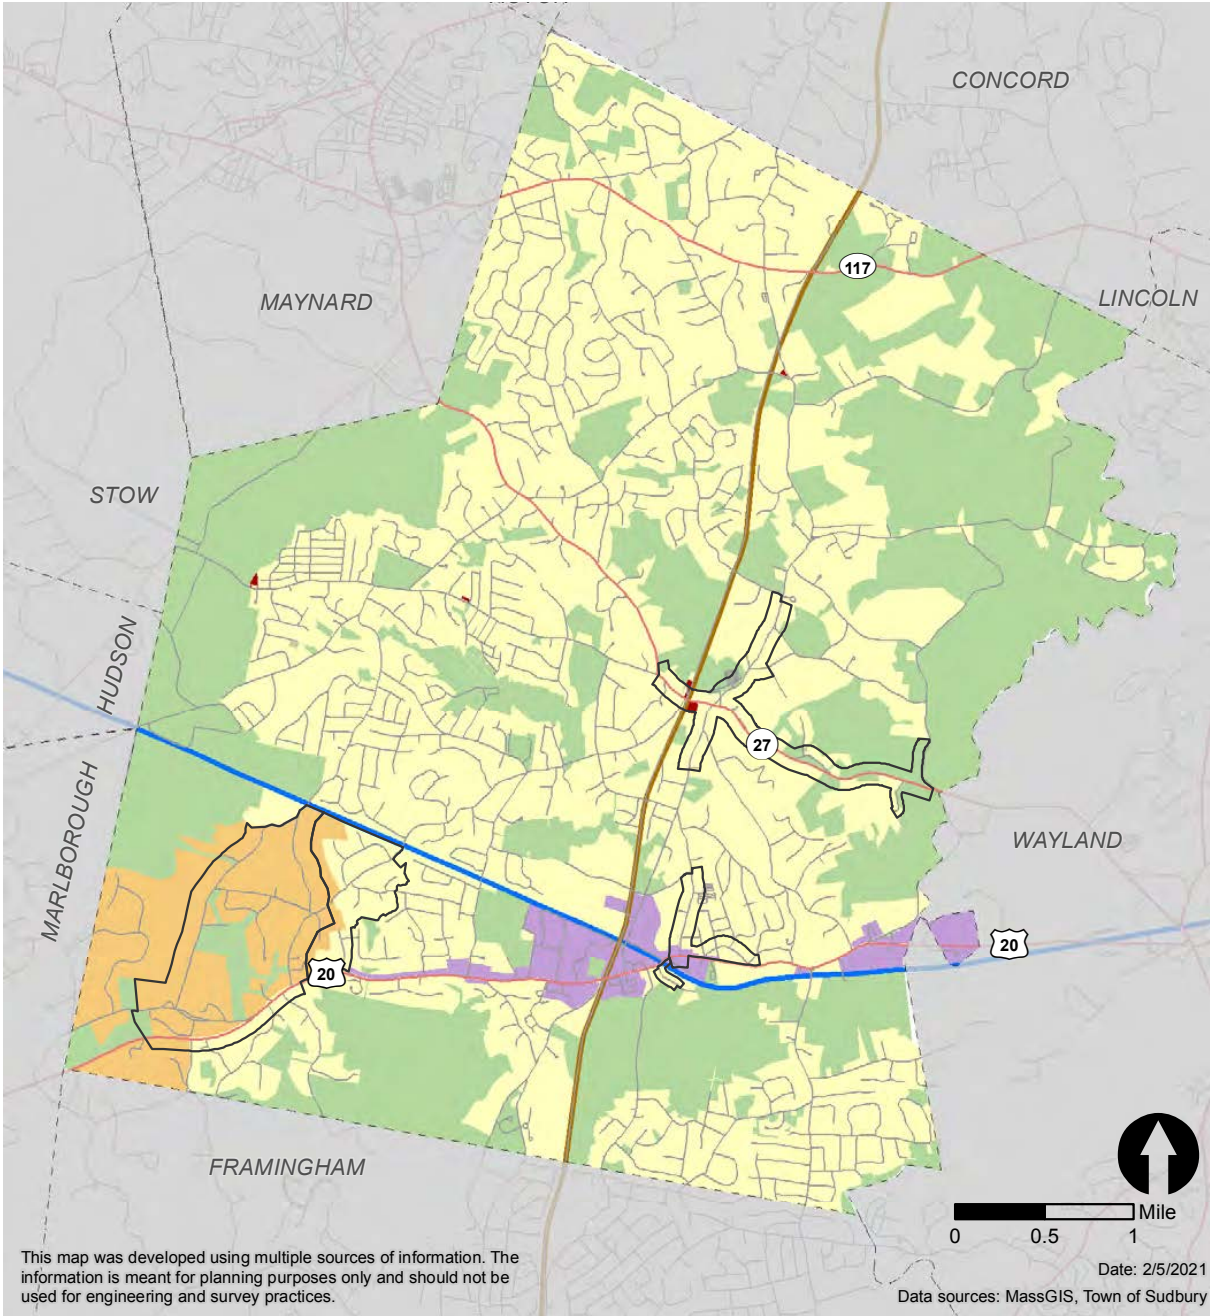 CONCORD
117
LINCOLN
MAYNARD
STOW
HUDSON
27
MARLBOROUGH
WAYLAND
20
20
FRAMINGHAM
Mile
0 0.5 1
This map was developed using multiple sources of information. The
information is meant for planning purposes only and should not be
used for engineering and survey practices.
Date: 2/5/2021
Data sources: MassGIS, Town of Sudbury